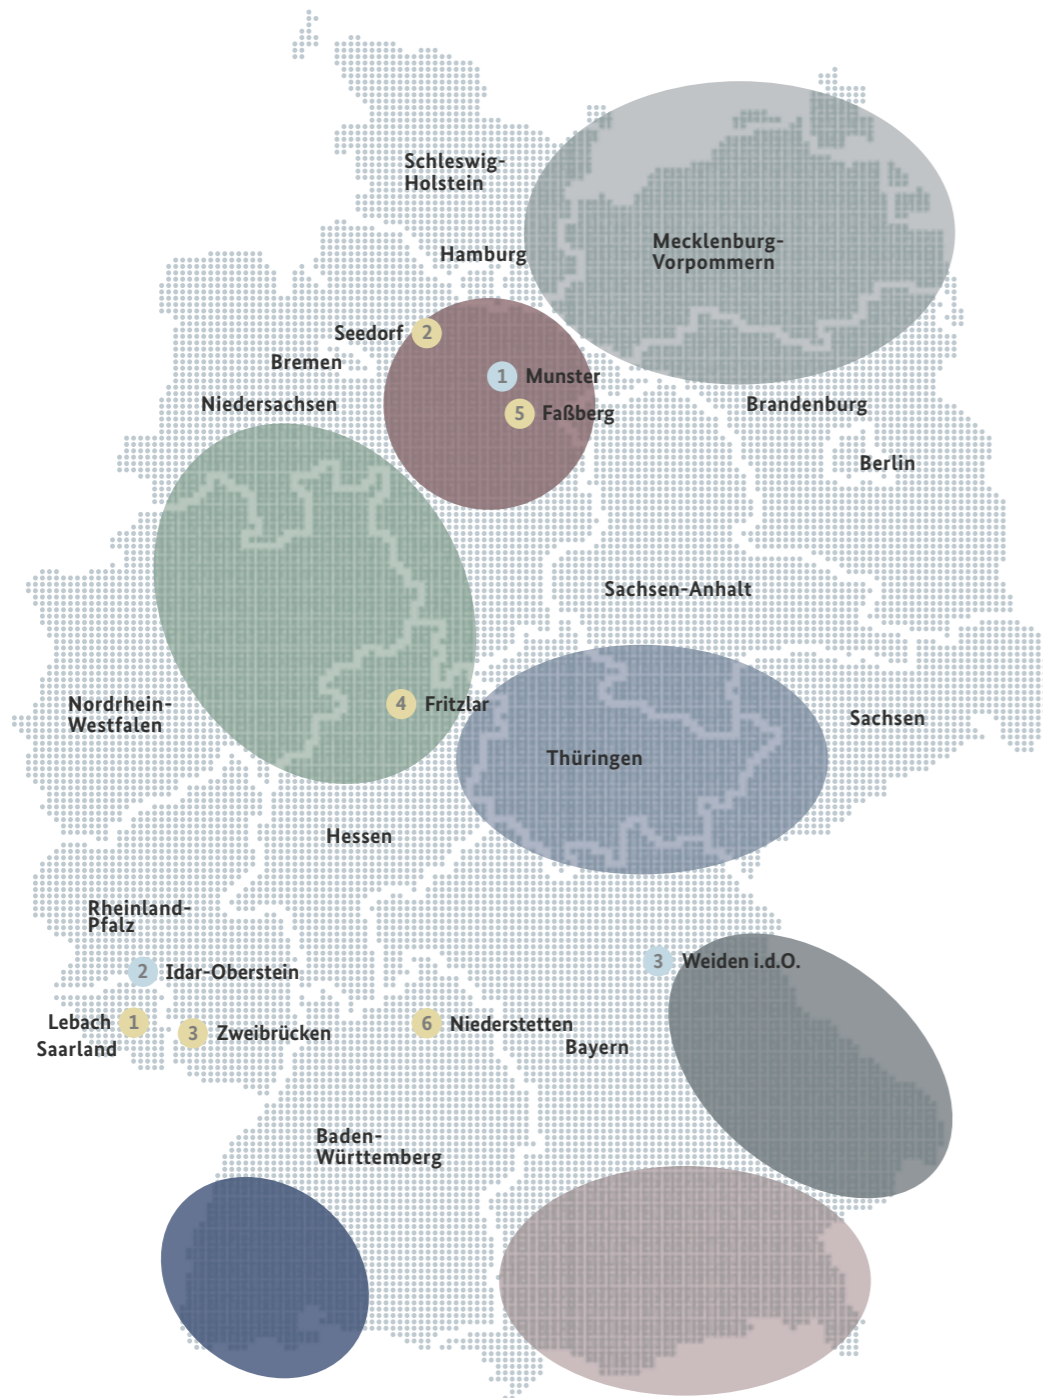 Schleswig-
Holstein
Hamburg
Mecklenburg-
Vorpommern
Seedorf 2
Bremen
1 Munster
Niedersachsen
5 Faßberg
Brandenburg
Berlin
Sachsen-Anhalt
Nordrhein-
Westfalen
4 Fritzlar
Sachsen
Thüringen
Hessen
Rheinland-
Pfalz
2 Idar-Oberstein
3 Weiden i.d.O.
Lebach 1
Saarland
3 Zweibrücken
6 Niederstetten
Bayern
Baden-
Württemberg